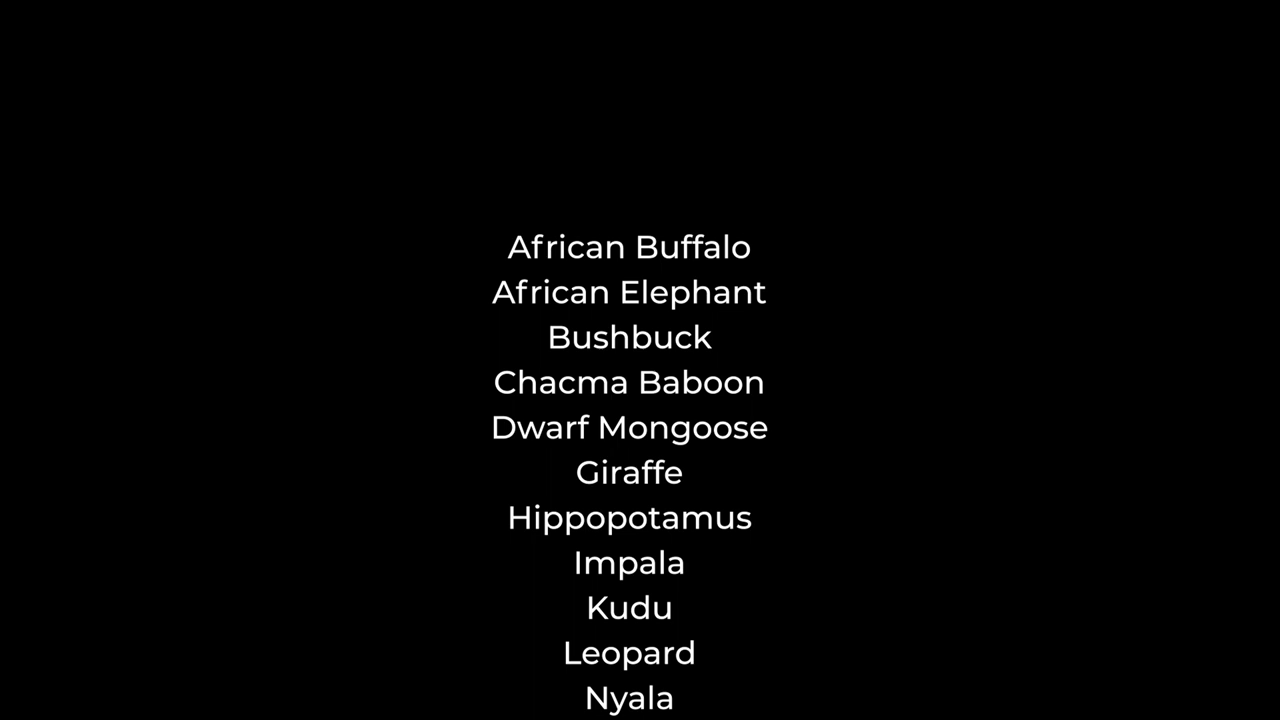 African Buffalo
African Elephant
Bushbuck
Chacma Baboon
Dwarf Mongoose
Giraffe
Hippopotamus
Impala
Kudu
Leopard
Nyala